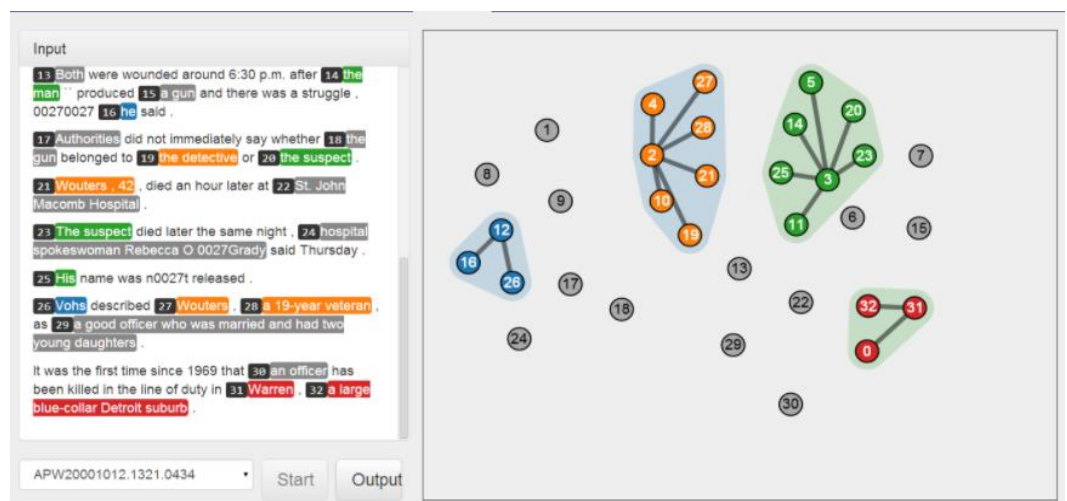 Input
13 Both were wounded around 6:30 p.m. after 14 the
man `` produced 15 a gun and there was a struggle ,
00270027 16 he said .
17 Authorities did not immediately say whether 18 the
gun belonged to 19 the detective or 20 the suspect .
21 Wouters , 42 , died an hour later at 22 St. John
Macomb Hospital .
23 The suspect died later the same night , 24 hospital
spokeswoman Rebecca O 0027Grady said Thursday .
25 His name was n0027t released .
26 Vohs described 27 Wouters , 28 a 19-year veteran ,
as 29 a good officer who was married and had two
young daughters .
It was the first time since 1969 that 30 an officer has
been killed in the line of duty in 31 Warren , 32 a large
blue-collar Detroit suburb .
APW20001012.1321.0434
Start
Output
27
5
4
20
1
28
14
2
23
7
8
21
25
3
9
10
11
6
12
19
15
16
13
26
17
22
18
32
31
24
29
0
30